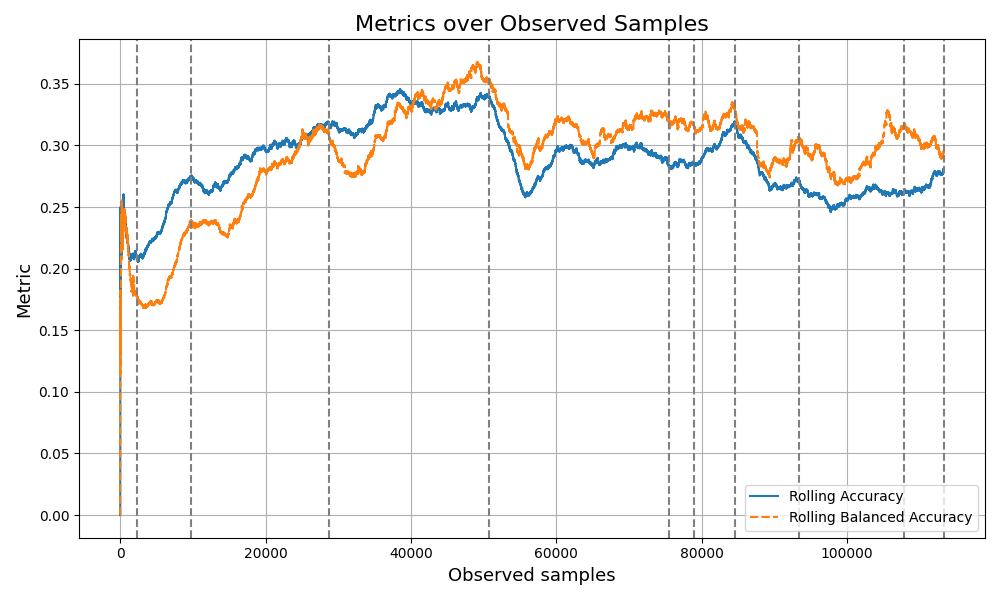 Metrics over Observed Samples
Metric
0.35
0.30
0.25
0.20
0.15
0.10
0.05
0.00
0
20000
40000
60000
80000
100000
Observed samples
Rolling Accuracy
Rolling Balanced Accuracy